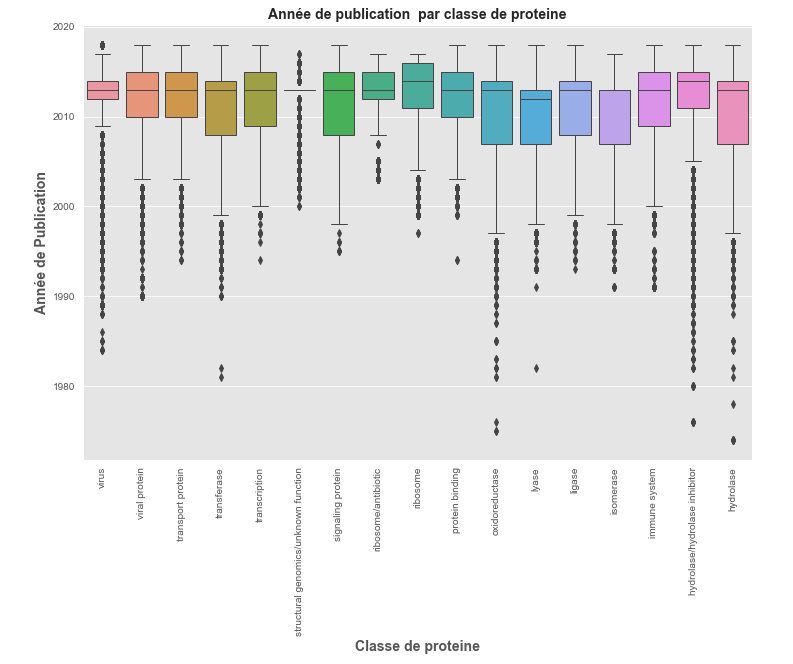 Année de publication  par classe de proteine
2020
2010
2000
1990
1980
Année de Publication
virus
viral protein
transport protein
transferase
transcription
structural genomics/unknown function
signaling protein
ribosome/antibiotic
ribosome
protein binding
oxidoreductase
lyase
ligase
isomerase
immune system
hydrolase/hydrolase inhibitor
hydrolase
Classe de proteine